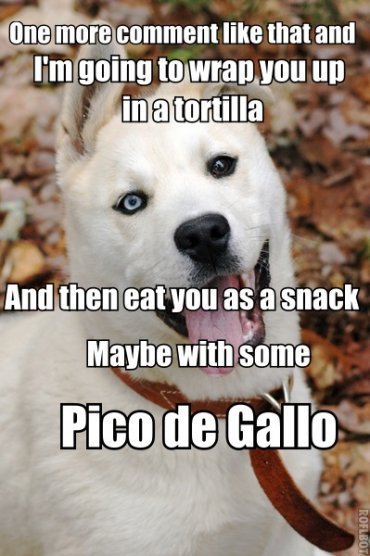 One more comment like that and
I'm going to wrap you up
in a tortilla
And then eat you as a snack
Maybe with some
Pico de Gallo
ROFLBOT